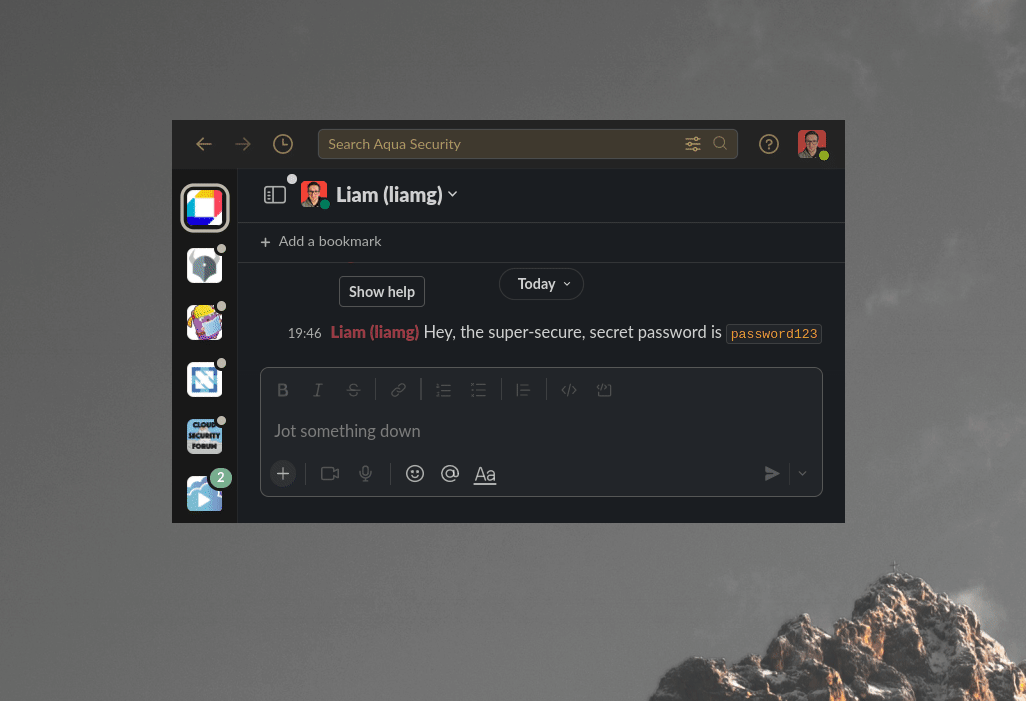 Search Aqua Security
Liam (liamg)
+ Add a bookmark
Show help
Today
19:46 Liam (liamg) Hey, the super-secure, secret password is password123
B I S
Jot something down
@ Aa
CLOUD
SECURITY
FORUM
2